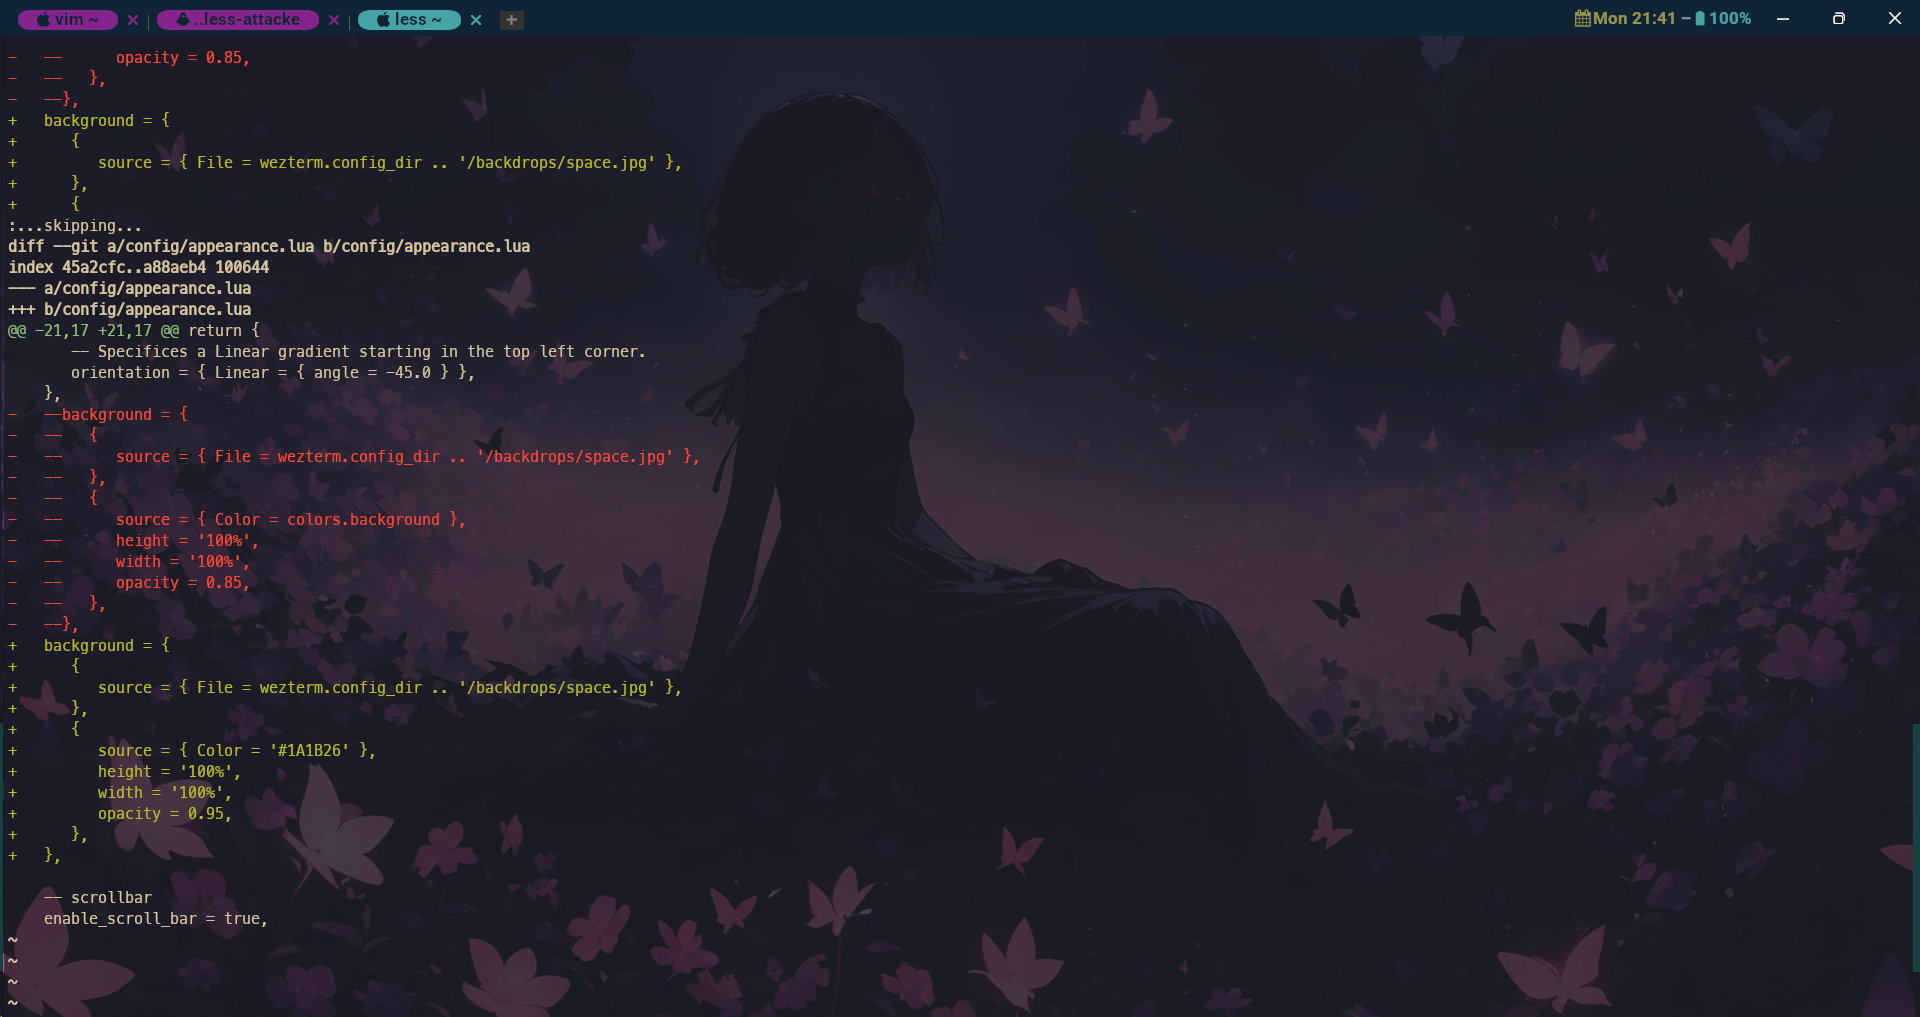 vim ~ × | ..less-attacke × | less ~ × + Mon 21:41 – 100%
-   --      opacity = 0.85,
-   --   },
-   --},
+   background = {
+      {
+         source = { File = wezterm.config_dir .. '/backdrops/space.jpg' },
+      },
+      {
:...skipping...
diff --git a/config/appearance.lua b/config/appearance.lua
index 45a2cfc..a88aeb4 100644
--- a/config/appearance.lua
+++ b/config/appearance.lua
@@ -21,17 +21,17 @@ return {
       -- Specifices a Linear gradient starting in the top left corner.
       orientation = { Linear = { angle = -45.0 } },
    },
-   --background = {
-   --   {
-   --      source = { File = wezterm.config_dir .. '/backdrops/space.jpg' },
-   --   },
-   --   {
-   --      source = { Color = colors.background },
-   --      height = '100%',
-   --      width = '100%',
-   --      opacity = 0.85,
-   --   },
-   --},
+   background = {
+      {
+         source = { File = wezterm.config_dir .. '/backdrops/space.jpg' },
+      },
+      {
+         source = { Color = '#1A1B26' },
+         height = '100%',
+         width = '100%',
+         opacity = 0.95,
+      },
+   },
    -- scrollbar
    enable_scroll_bar = true,
~
~
~
~